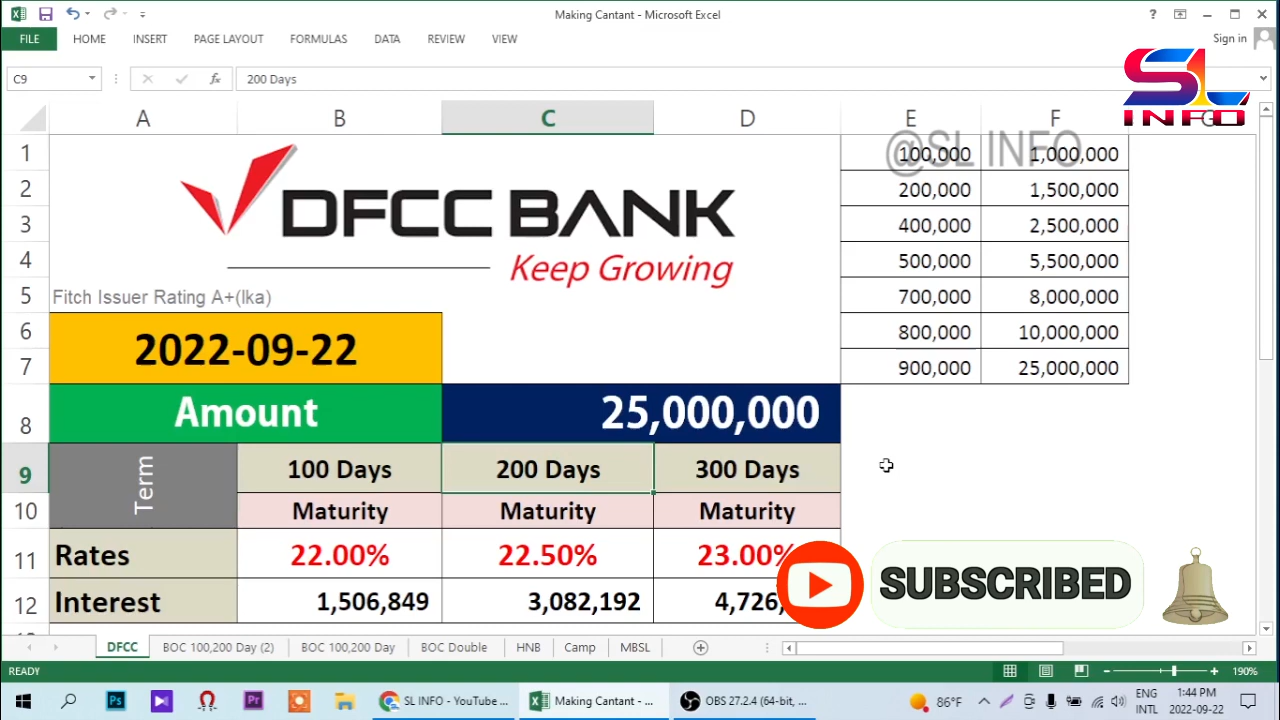 Making Cantant - Microsoft Excel
FILE HOME INSERT PAGE LAYOUT FORMULAS DATA REVIEW VIEW Sign in
C9 fx 200 Days
SL INFO
A B C D E F G
@SL INFO
1 100,000 1,000,000
2 200,000 1,500,000
3 400,000 2,500,000
4 500,000 5,500,000
5 700,000 8,000,000
6 800,000 10,000,000
7 900,000 25,000,000
DFCC BANK
Keep Growing
Fitch Issuer Rating A+(lka)
2022-09-22
8 Amount 25,000,000
9 Term 100 Days 200 Days 300 Days
10 Maturity Maturity Maturity
11 Rates 22.00% 22.50% 23.00%
12 Interest 1,506,849 3,082,192 4,726,
SUBSCRIBED
DFCC BOC 100,200 Day (2) BOC 100,200 Day BOC Double HNB Camp MBSL
READY 190%
Ps Pr SL INFO - YouTube ... Making Cantant - ... OBS 27.2.4 (64-bit, ... 86°F ENG INTL 1:44 PM 2022-09-22